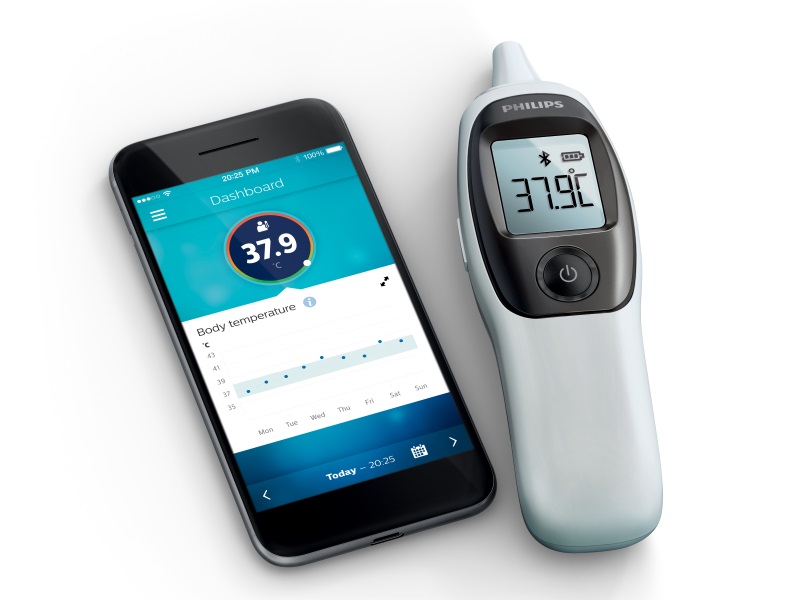 20:25 PM
100%
Dashboard
37.9
°C
Body temperature i
°C
43
41
39
37
35
Mon Tue Wed Thu Fri Sat Sun
Today – 20:25
PHILIPS
37.9°C